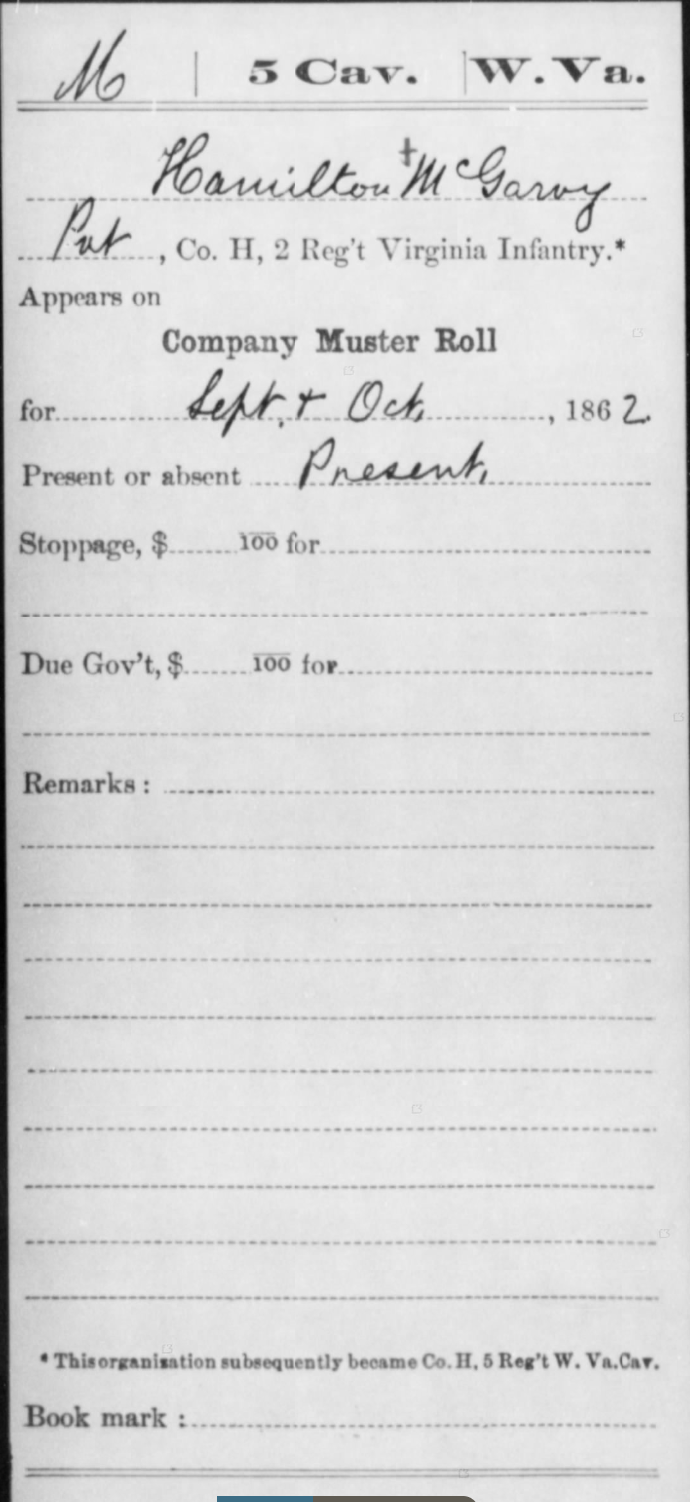 M | 5 Cav. | W. Va.
Hamilton + McGarvy
Pvt, Co. H, 2 Reg't Virginia Infantry.*
Appears on
Company Muster Roll
for Sept, + Oct, , 1862.
Present or absent Present,
Stoppage, $ 100 for
Due Gov't, $ 100 for
Remarks:
* This organization subsequently became Co. H, 5 Reg't W. Va. Cav.
Book mark: